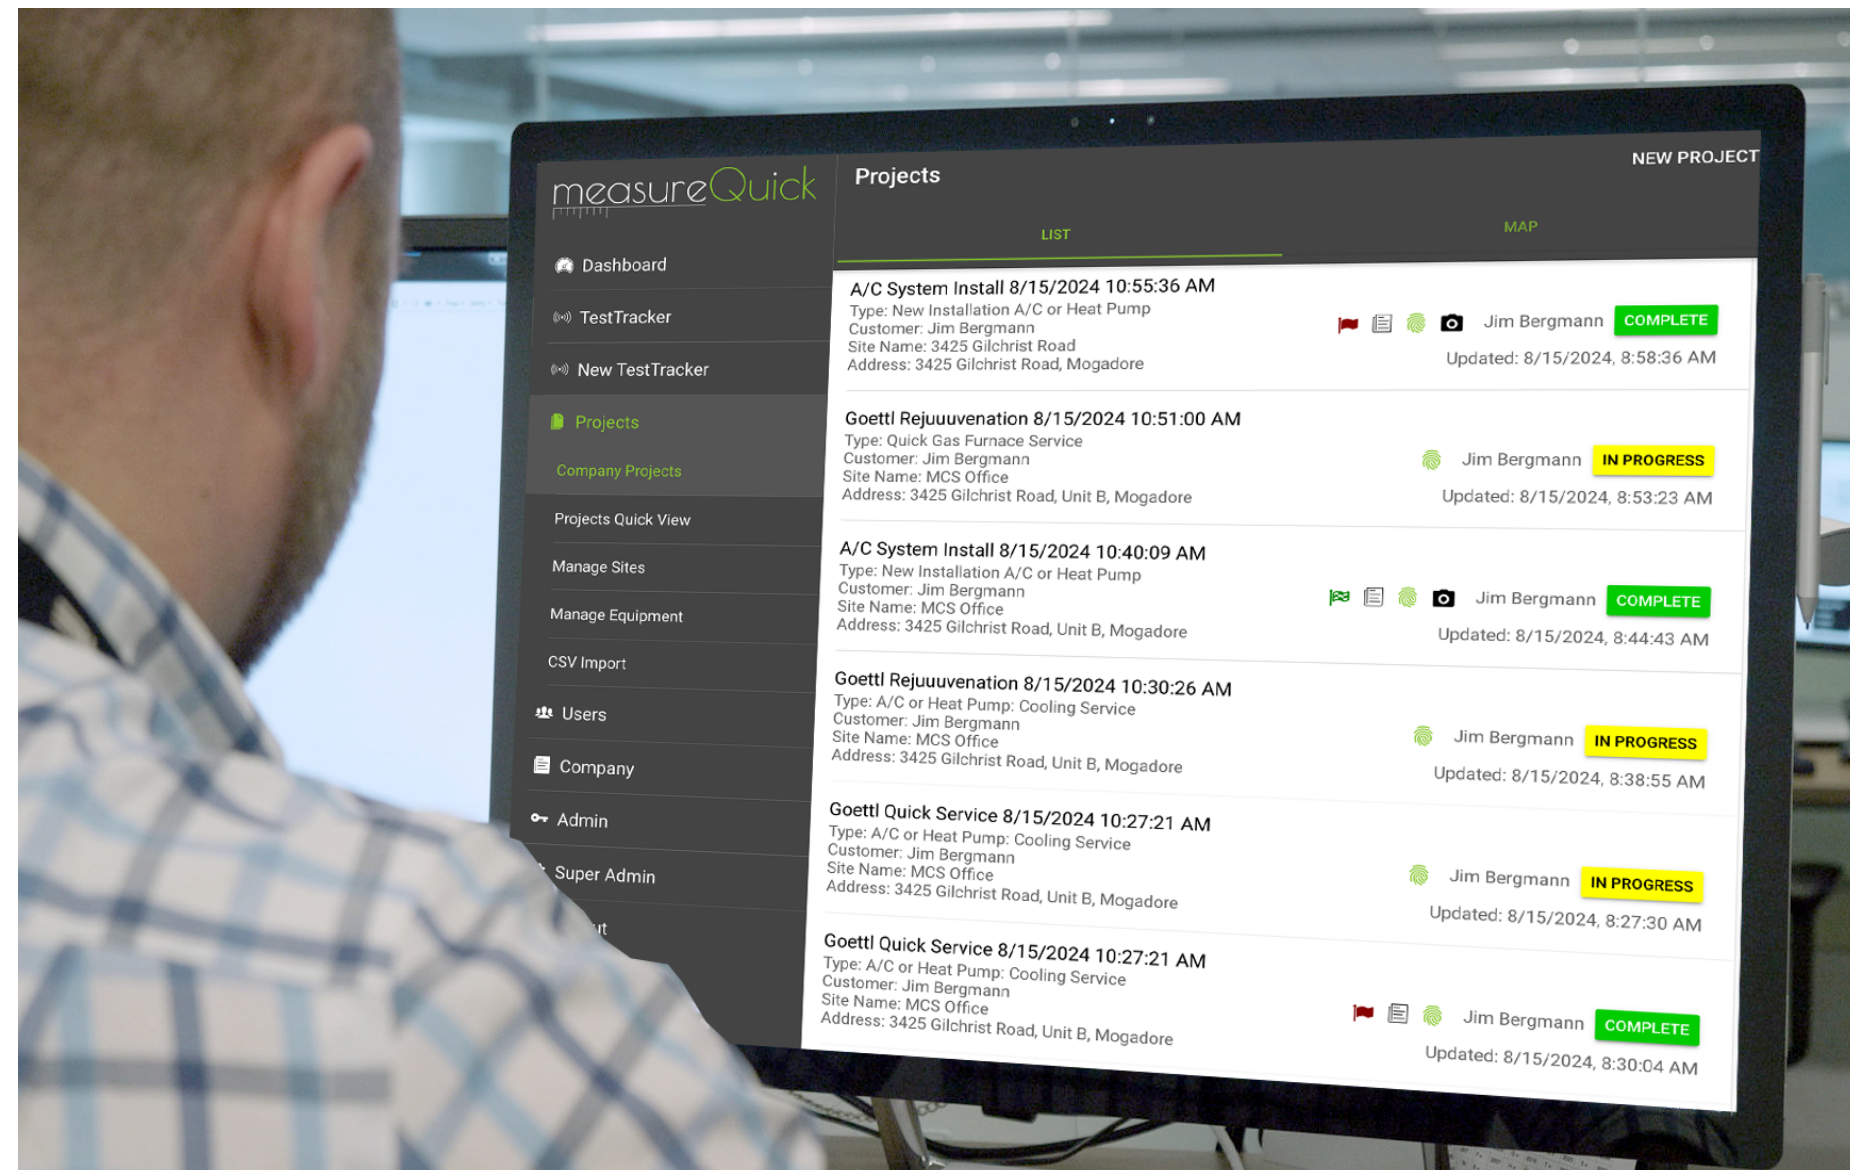 measureQuick
Dashboard
TestTracker
New TestTracker
Projects
Company Projects
Projects Quick View
Manage Sites
Manage Equipment
CSV Import
Users
Company
Admin
Super Admin
Projects
NEW PROJECT
LIST
MAP
A/C System Install 8/15/2024 10:55:36 AM
Type: New Installation A/C or Heat Pump
Customer: Jim Bergmann
Site Name: 3425 Gilchrist Road
Address: 3425 Gilchrist Road, Mogadore
Jim Bergmann COMPLETE
Updated: 8/15/2024, 8:58:36 AM
Goettl Rejuuuvenation 8/15/2024 10:51:00 AM
Type: Quick Gas Furnace Service
Customer: Jim Bergmann
Site Name: MCS Office
Address: 3425 Gilchrist Road, Unit B, Mogadore
Jim Bergmann IN PROGRESS
Updated: 8/15/2024, 8:53:23 AM
A/C System Install 8/15/2024 10:40:09 AM
Type: New Installation A/C or Heat Pump
Customer: Jim Bergmann
Site Name: MCS Office
Address: 3425 Gilchrist Road, Unit B, Mogadore
Jim Bergmann COMPLETE
Updated: 8/15/2024, 8:44:43 AM
Goettl Rejuuuvenation 8/15/2024 10:30:26 AM
Type: A/C or Heat Pump: Cooling Service
Customer: Jim Bergmann
Site Name: MCS Office
Address: 3425 Gilchrist Road, Unit B, Mogadore
Jim Bergmann IN PROGRESS
Updated: 8/15/2024, 8:38:55 AM
Goettl Quick Service 8/15/2024 10:27:21 AM
Type: A/C or Heat Pump: Cooling Service
Customer: Jim Bergmann
Site Name: MCS Office
Address: 3425 Gilchrist Road, Unit B, Mogadore
Jim Bergmann IN PROGRESS
Updated: 8/15/2024, 8:27:30 AM
Goettl Quick Service 8/15/2024 10:27:21 AM
Type: A/C or Heat Pump: Cooling Service
Customer: Jim Bergmann
Site Name: MCS Office
Address: 3425 Gilchrist Road, Unit B, Mogadore
Jim Bergmann COMPLETE
Updated: 8/15/2024, 8:30:04 AM